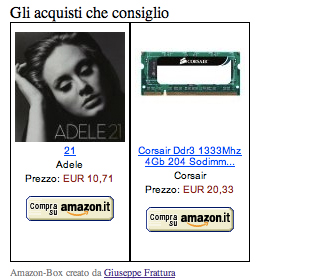 Gli acquisti che consiglio
ADELE 21
21
Adele
Prezzo: EUR 10,71
Compra su amazon.it
CORSAIR
Corsair Ddr3 1333Mhz
4Gb 204 Sodimm...
Corsair
Prezzo: EUR 20,33
Compra su amazon.it
Amazon-Box creato da Giuseppe Frattura